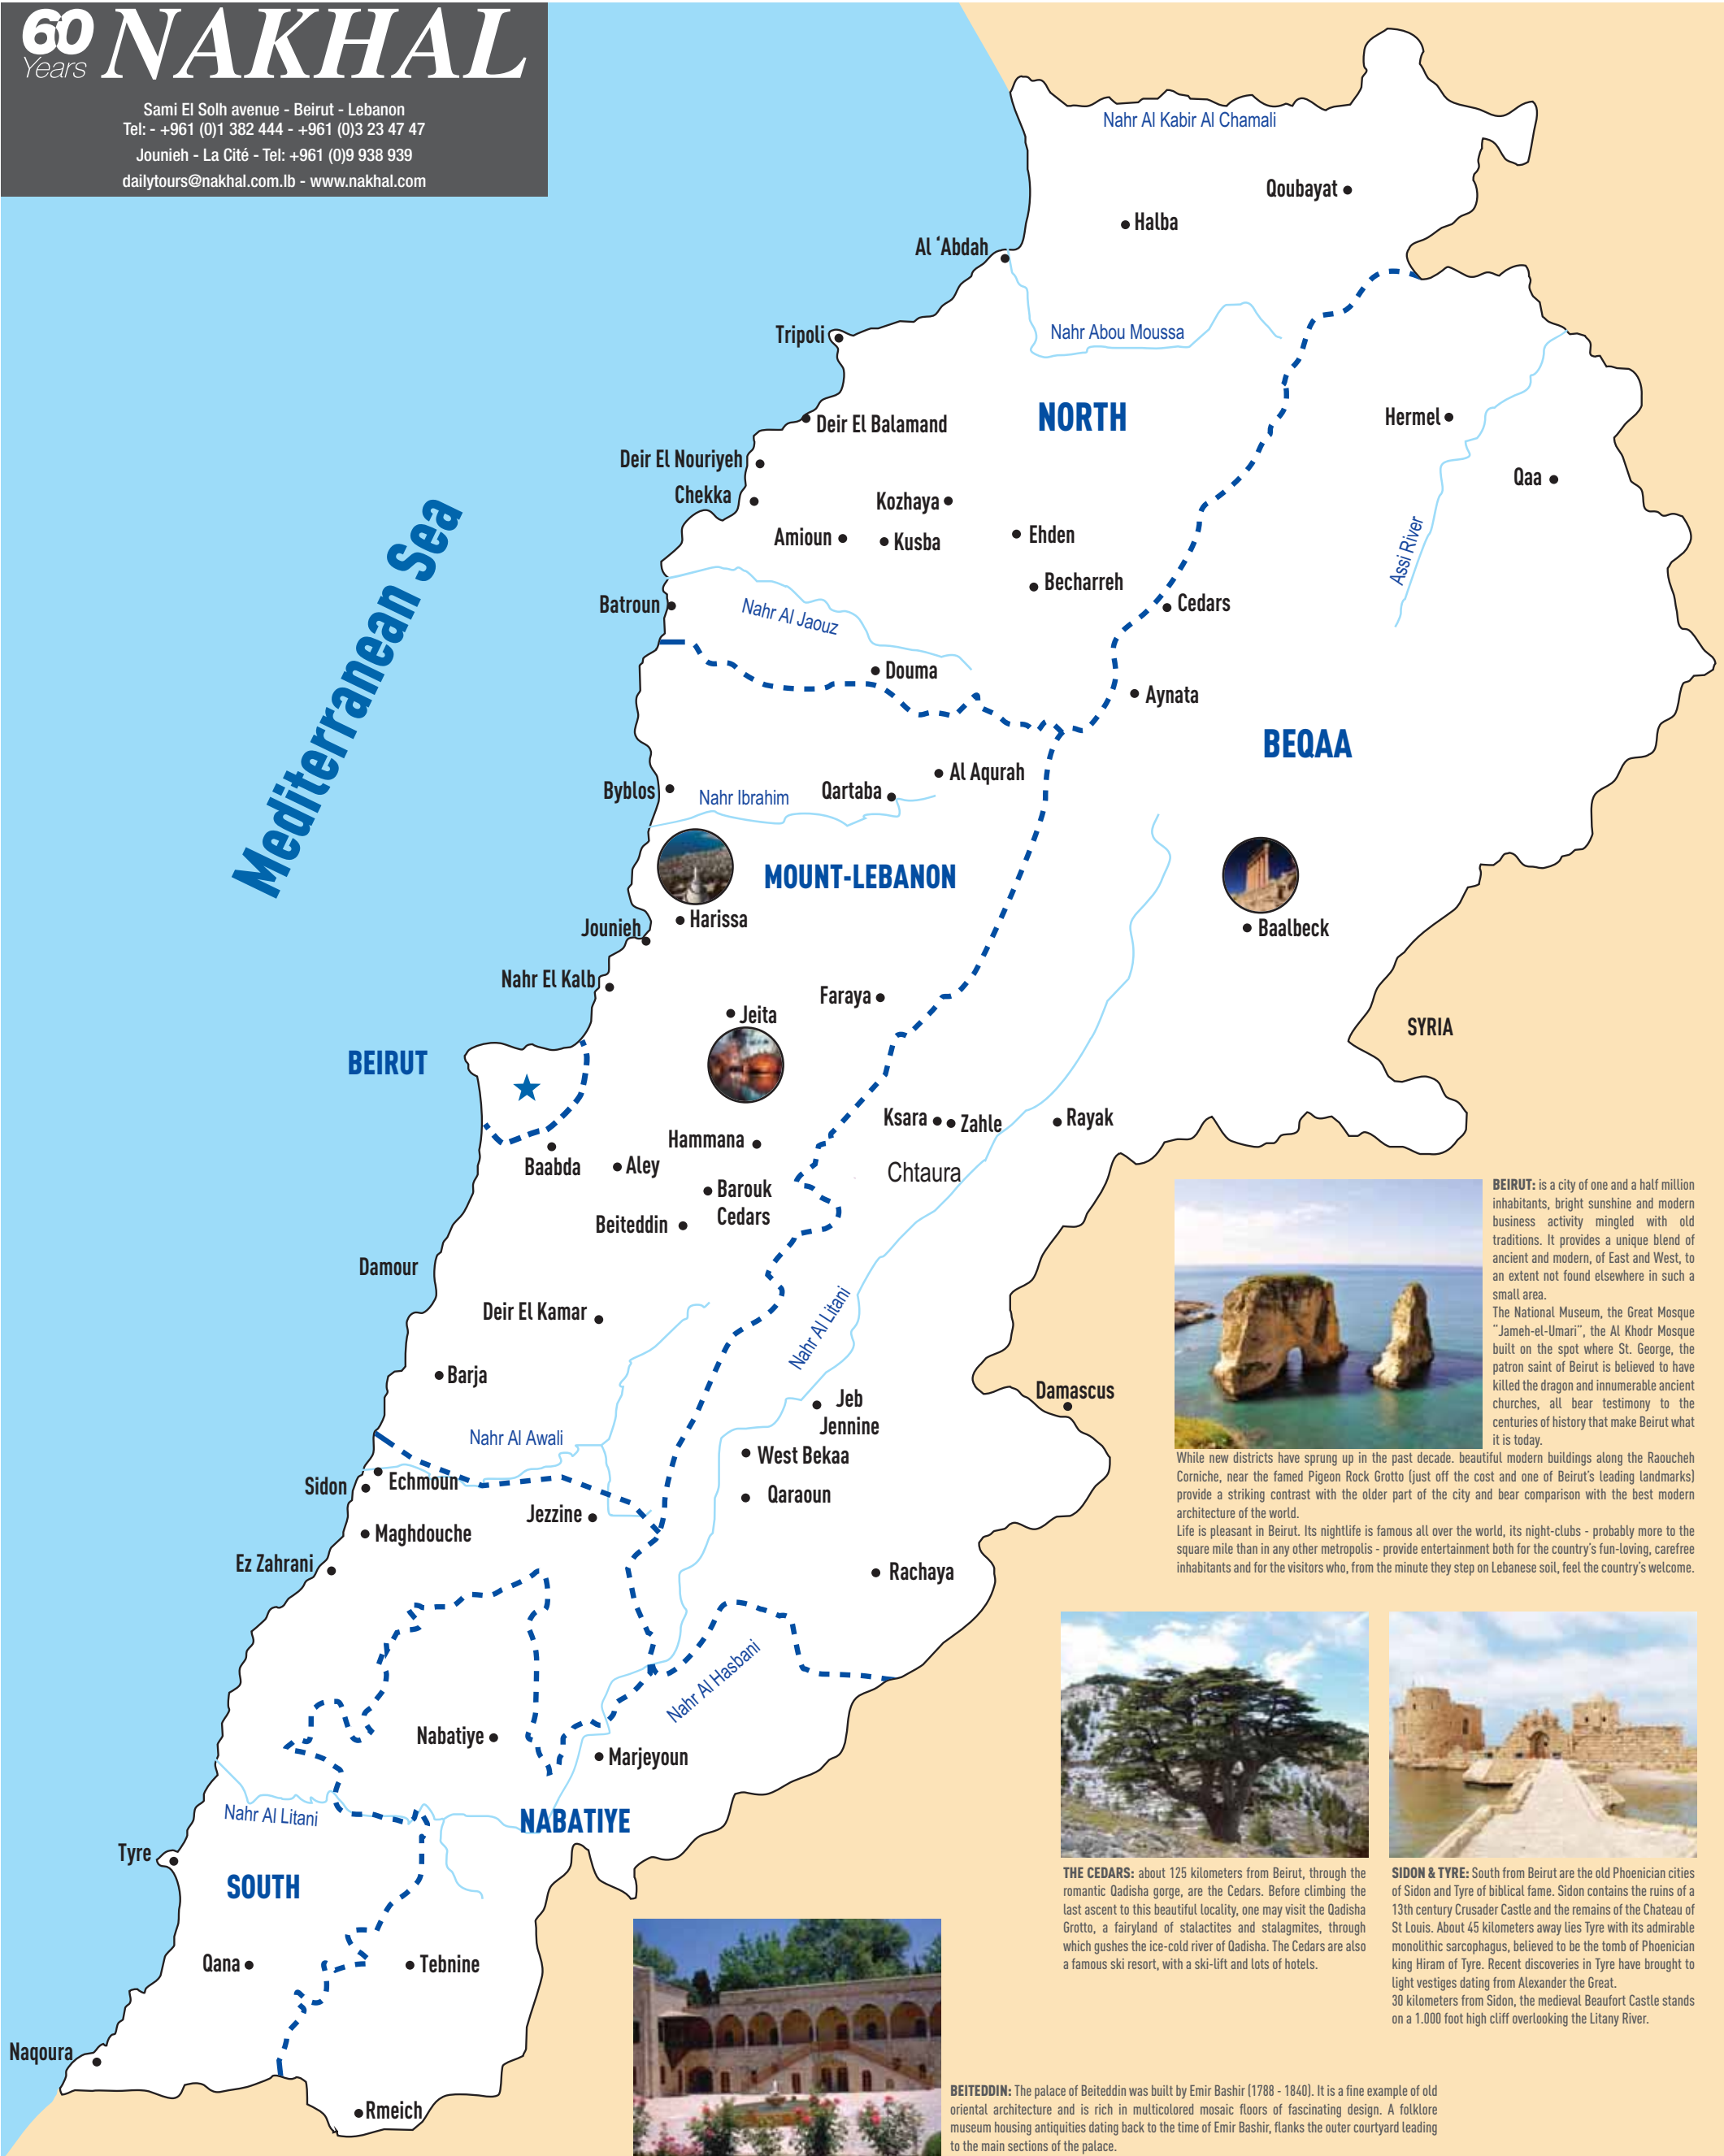 60 Years NAKHAL
Sami El Solh avenue - Beirut - Lebanon
Tel: - +961 (0)1 382 444 - +961 (0)3 23 47 47
Jounieh - La Cité - Tel: +961 (0)9 938 939
dailytours@nakhal.com.lb - www.nakhal.com
Nahr Al Kabir Al Chamali
Qoubayat
Halba
Al ‘Abdah
Nahr Abou Moussa
Tripoli
NORTH
Hermel
Deir El Balamand
Deir El Nouriyeh
Qaa
Chekka
Kozhaya
Amioun
Kusba
Ehden
Assi River
Becharreh
Batroun
Nahr Al Jaouz
Cedars
Mediterranean Sea
Douma
Aynata
BEQAA
Al Aqurah
Byblos
Nahr Ibrahim
Qartaba
MOUNT-LEBANON
Harissa
Jounieh
Baalbeck
Nahr El Kalb
Faraya
Jeita
SYRIA
BEIRUT
Ksara
Zahle
Rayak
Hammana
Baabda
Aley
Chtaura
Barouk
Cedars
Beiteddin
Damour
Deir El Kamar
Nahr Al Litani
Barja
Jeb
Jennine
Damascus
Nahr Al Awali
West Bekaa
Sidon
Echmoun
Qaraoun
Jezzine
Maghdouche
Ez Zahrani
Rachaya
Nahr Al Hasbani
Nabatiye
Marjeyoun
Nahr Al Litani
NABATIYE
Tyre
SOUTH
Qana
Tebnine
Naqoura
Rmeich
BEIRUT: is a city of one and a half million
inhabitants, bright sunshine and modern
business activity mingled with old
traditions. It provides a unique blend of
ancient and modern, of East and West, to
an extent not found elsewhere in such a
small area.
The National Museum, the Great Mosque
"Jameh-el-Umari", the Al Khodr Mosque
built on the spot where St. George, the
patron saint of Beirut is believed to have
killed the dragon and innumerable ancient
churches, all bear testimony to the
centuries of history that make Beirut what
it is today.
While new districts have sprung up in the past decade. beautiful modern buildings along the Raoucheh
Corniche, near the famed Pigeon Rock Grotto (just off the cost and one of Beirut's leading landmarks)
provide a striking contrast with the older part of the city and bear comparison with the best modern
architecture of the world.
Life is pleasant in Beirut. Its nightlife is famous all over the world, its night-clubs - probably more to the
square mile than in any other metropolis - provide entertainment both for the country's fun-loving, carefree
inhabitants and for the visitors who, from the minute they step on Lebanese soil, feel the country's welcome.
THE CEDARS: about 125 kilometers from Beirut, through the
romantic Qadisha gorge, are the Cedars. Before climbing the
last ascent to this beautiful locality, one may visit the Qadisha
Grotto, a fairyland of stalactites and stalagmites, through
which gushes the ice-cold river of Qadisha. The Cedars are also
a famous ski resort, with a ski-lift and lots of hotels.
SIDON & TYRE: South from Beirut are the old Phoenician cities
of Sidon and Tyre of biblical fame. Sidon contains the ruins of a
13th century Crusader Castle and the remains of the Chateau of
St Louis. About 45 kilometers away lies Tyre with its admirable
monolithic sarcophagus, believed to be the tomb of Phoenician
king Hiram of Tyre. Recent discoveries in Tyre have brought to
light vestiges dating from Alexander the Great.
30 kilometers from Sidon, the medieval Beaufort Castle stands
on a 1.000 foot high cliff overlooking the Litany River.
BEITEDDIN: The palace of Beiteddin was built by Emir Bashir (1788 - 1840). It is a fine example of old
oriental architecture and is rich in multicolored mosaic floors of fascinating design. A folklore
museum housing antiquities dating back to the time of Emir Bashir, flanks the outer courtyard leading
to the main sections of the palace.